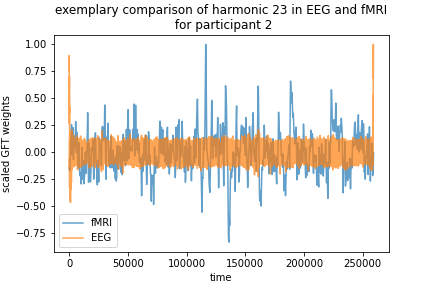 exemplary comparison of harmonic 23 in EEG and fMRI
for participant 2
1.00
0.75
0.50
0.25
0.00
−0.25
−0.50
−0.75
scaled GFT weights
fMRI
EEG
0 50000 100000 150000 200000 250000
time